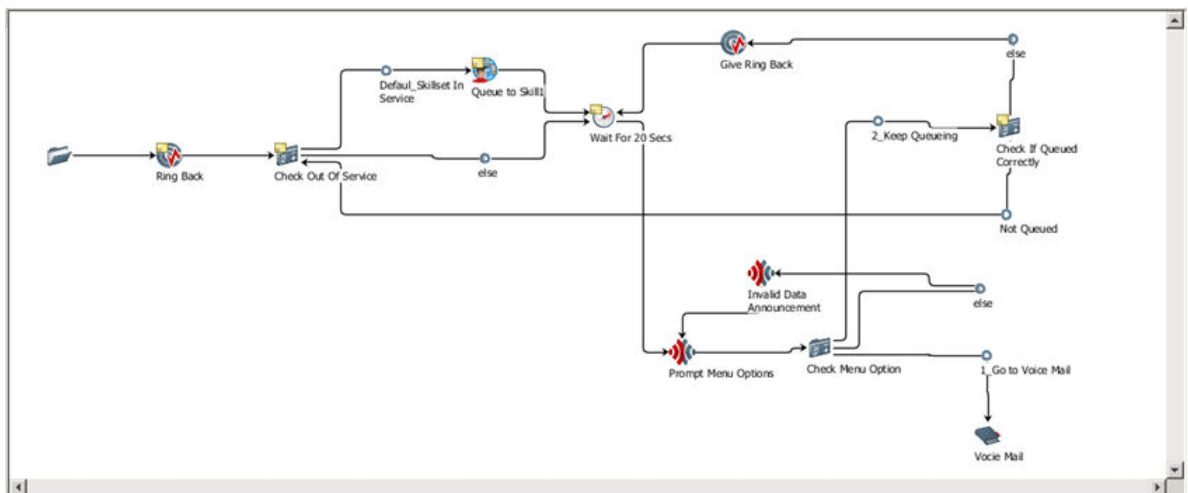 else
Give Ring Back
Defaul_Skillset In
Service
Queue to Skill1
2_Keep Queueing
Wait For 20 Secs
Check If Queued
Correctly
Ring Back
Check Out Of Service
else
Not Queued
Invalid Data
Announcement
else
Prompt Menu Options
Check Menu Option
1_Go to Voice Mail
Vocie Mail